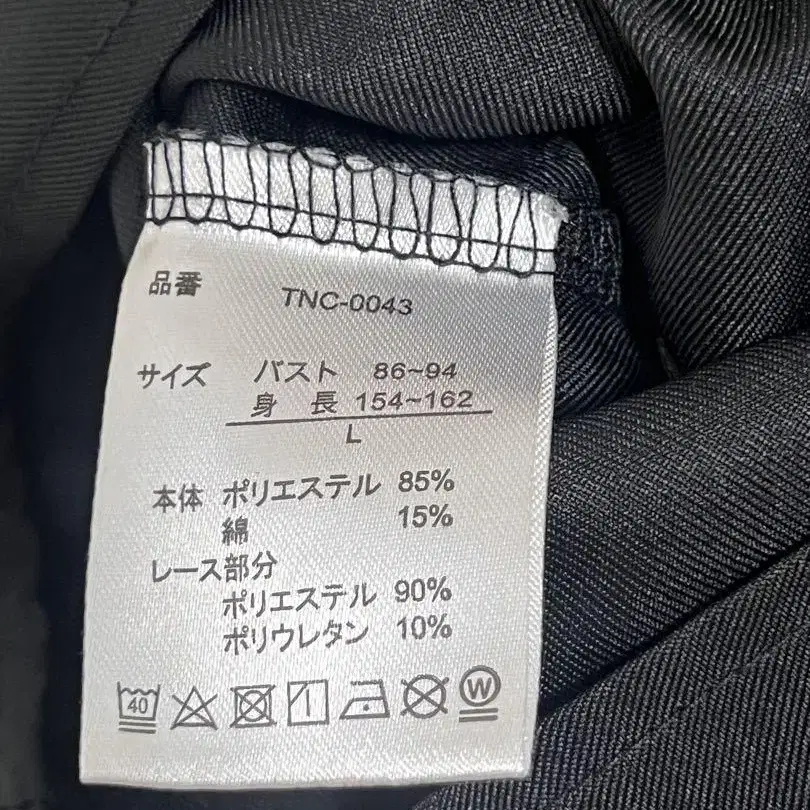 品番 TNC-0043
サイズ バスト 86~94
身 長 154~162
L
本体 ポリエステル 85%
綿 15%
レース部分
ポリエステル 90%
ポリウレタン 10%
40 W